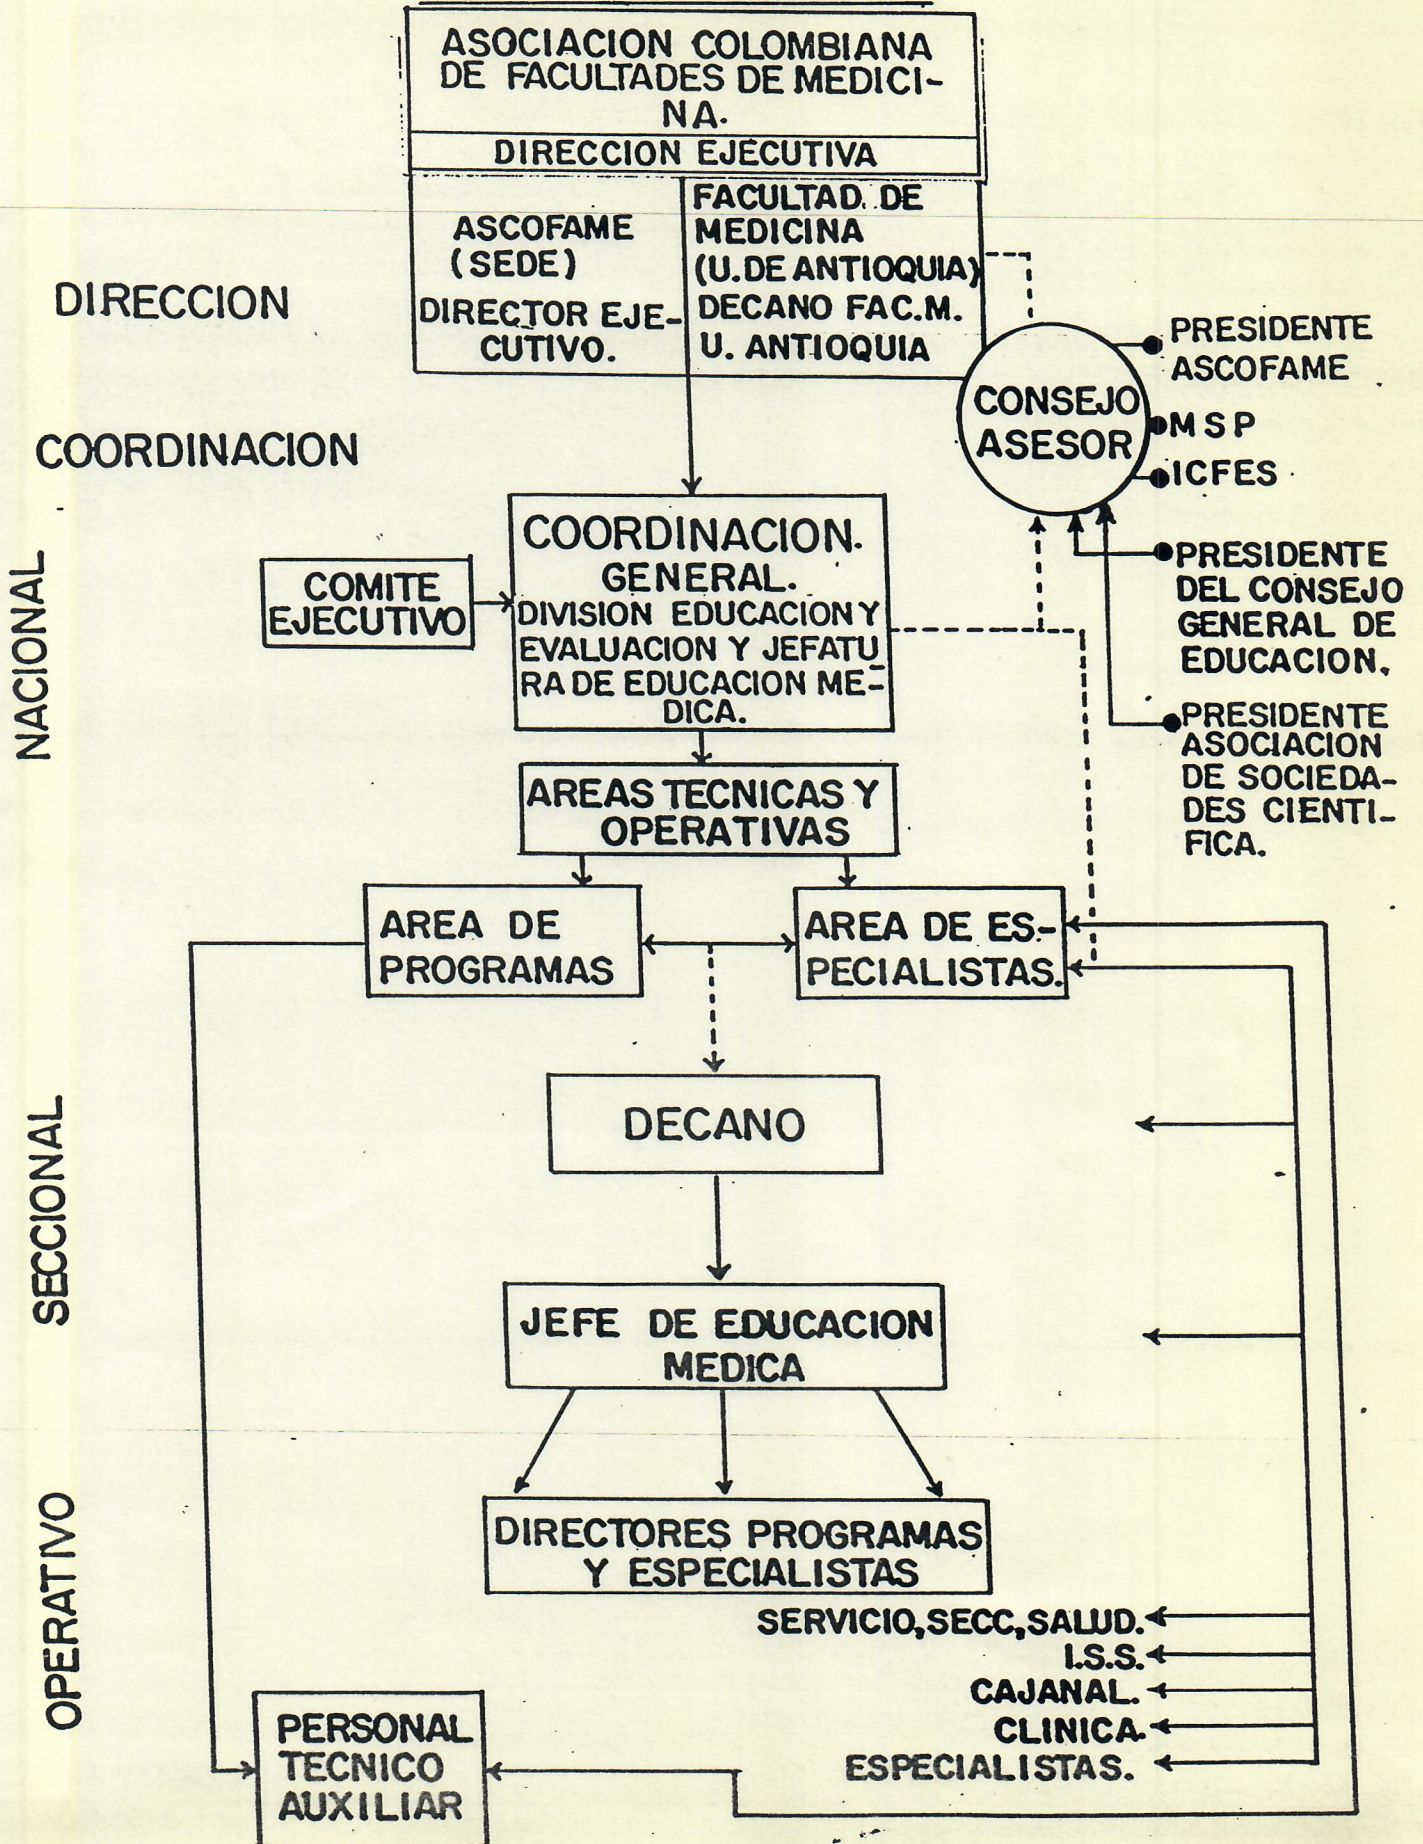 ASOCIACION COLOMBIANA
DE FACULTADES DE MEDICI-
NA.
DIRECCION EJECUTIVA
ASCOFAME
(SEDE)
DIRECTOR EJE-
CUTIVO.
FACULTAD. DE
MEDICINA
(U. DE ANTIOQUIA)
DECANO FAC. M.
U. ANTIOQUIA
DIRECCION
CONSEJO
ASESOR
PRESIDENTE
ASCOFAME
M S P
ICFES
PRESIDENTE
DEL CONSEJO
GENERAL DE
EDUCACION.
PRESIDENTE
ASOCIACION
DE SOCIEDA-
DES CIENTI-
FICA.
COORDINACION
NACIONAL
COORDINACION.
GENERAL.
DIVISION EDUCACION Y
EVALUACION Y JEFATU-
RA DE EDUCACION ME-
DICA.
COMITE
EJECUTIVO
AREAS TECNICAS Y
OPERATIVAS
AREA DE
PROGRAMAS
AREA DE ES-
PECIALISTAS.
SECCIONAL
DECANO
JEFE DE EDUCACION
MEDICA
OPERATIVO
DIRECTORES PROGRAMAS
Y ESPECIALISTAS
SERVICIO, SECC, SALUD.
I.S.S.
CAJANAL.
CLINICA.
ESPECIALISTAS.
PERSONAL
TECNICO
AUXILIAR